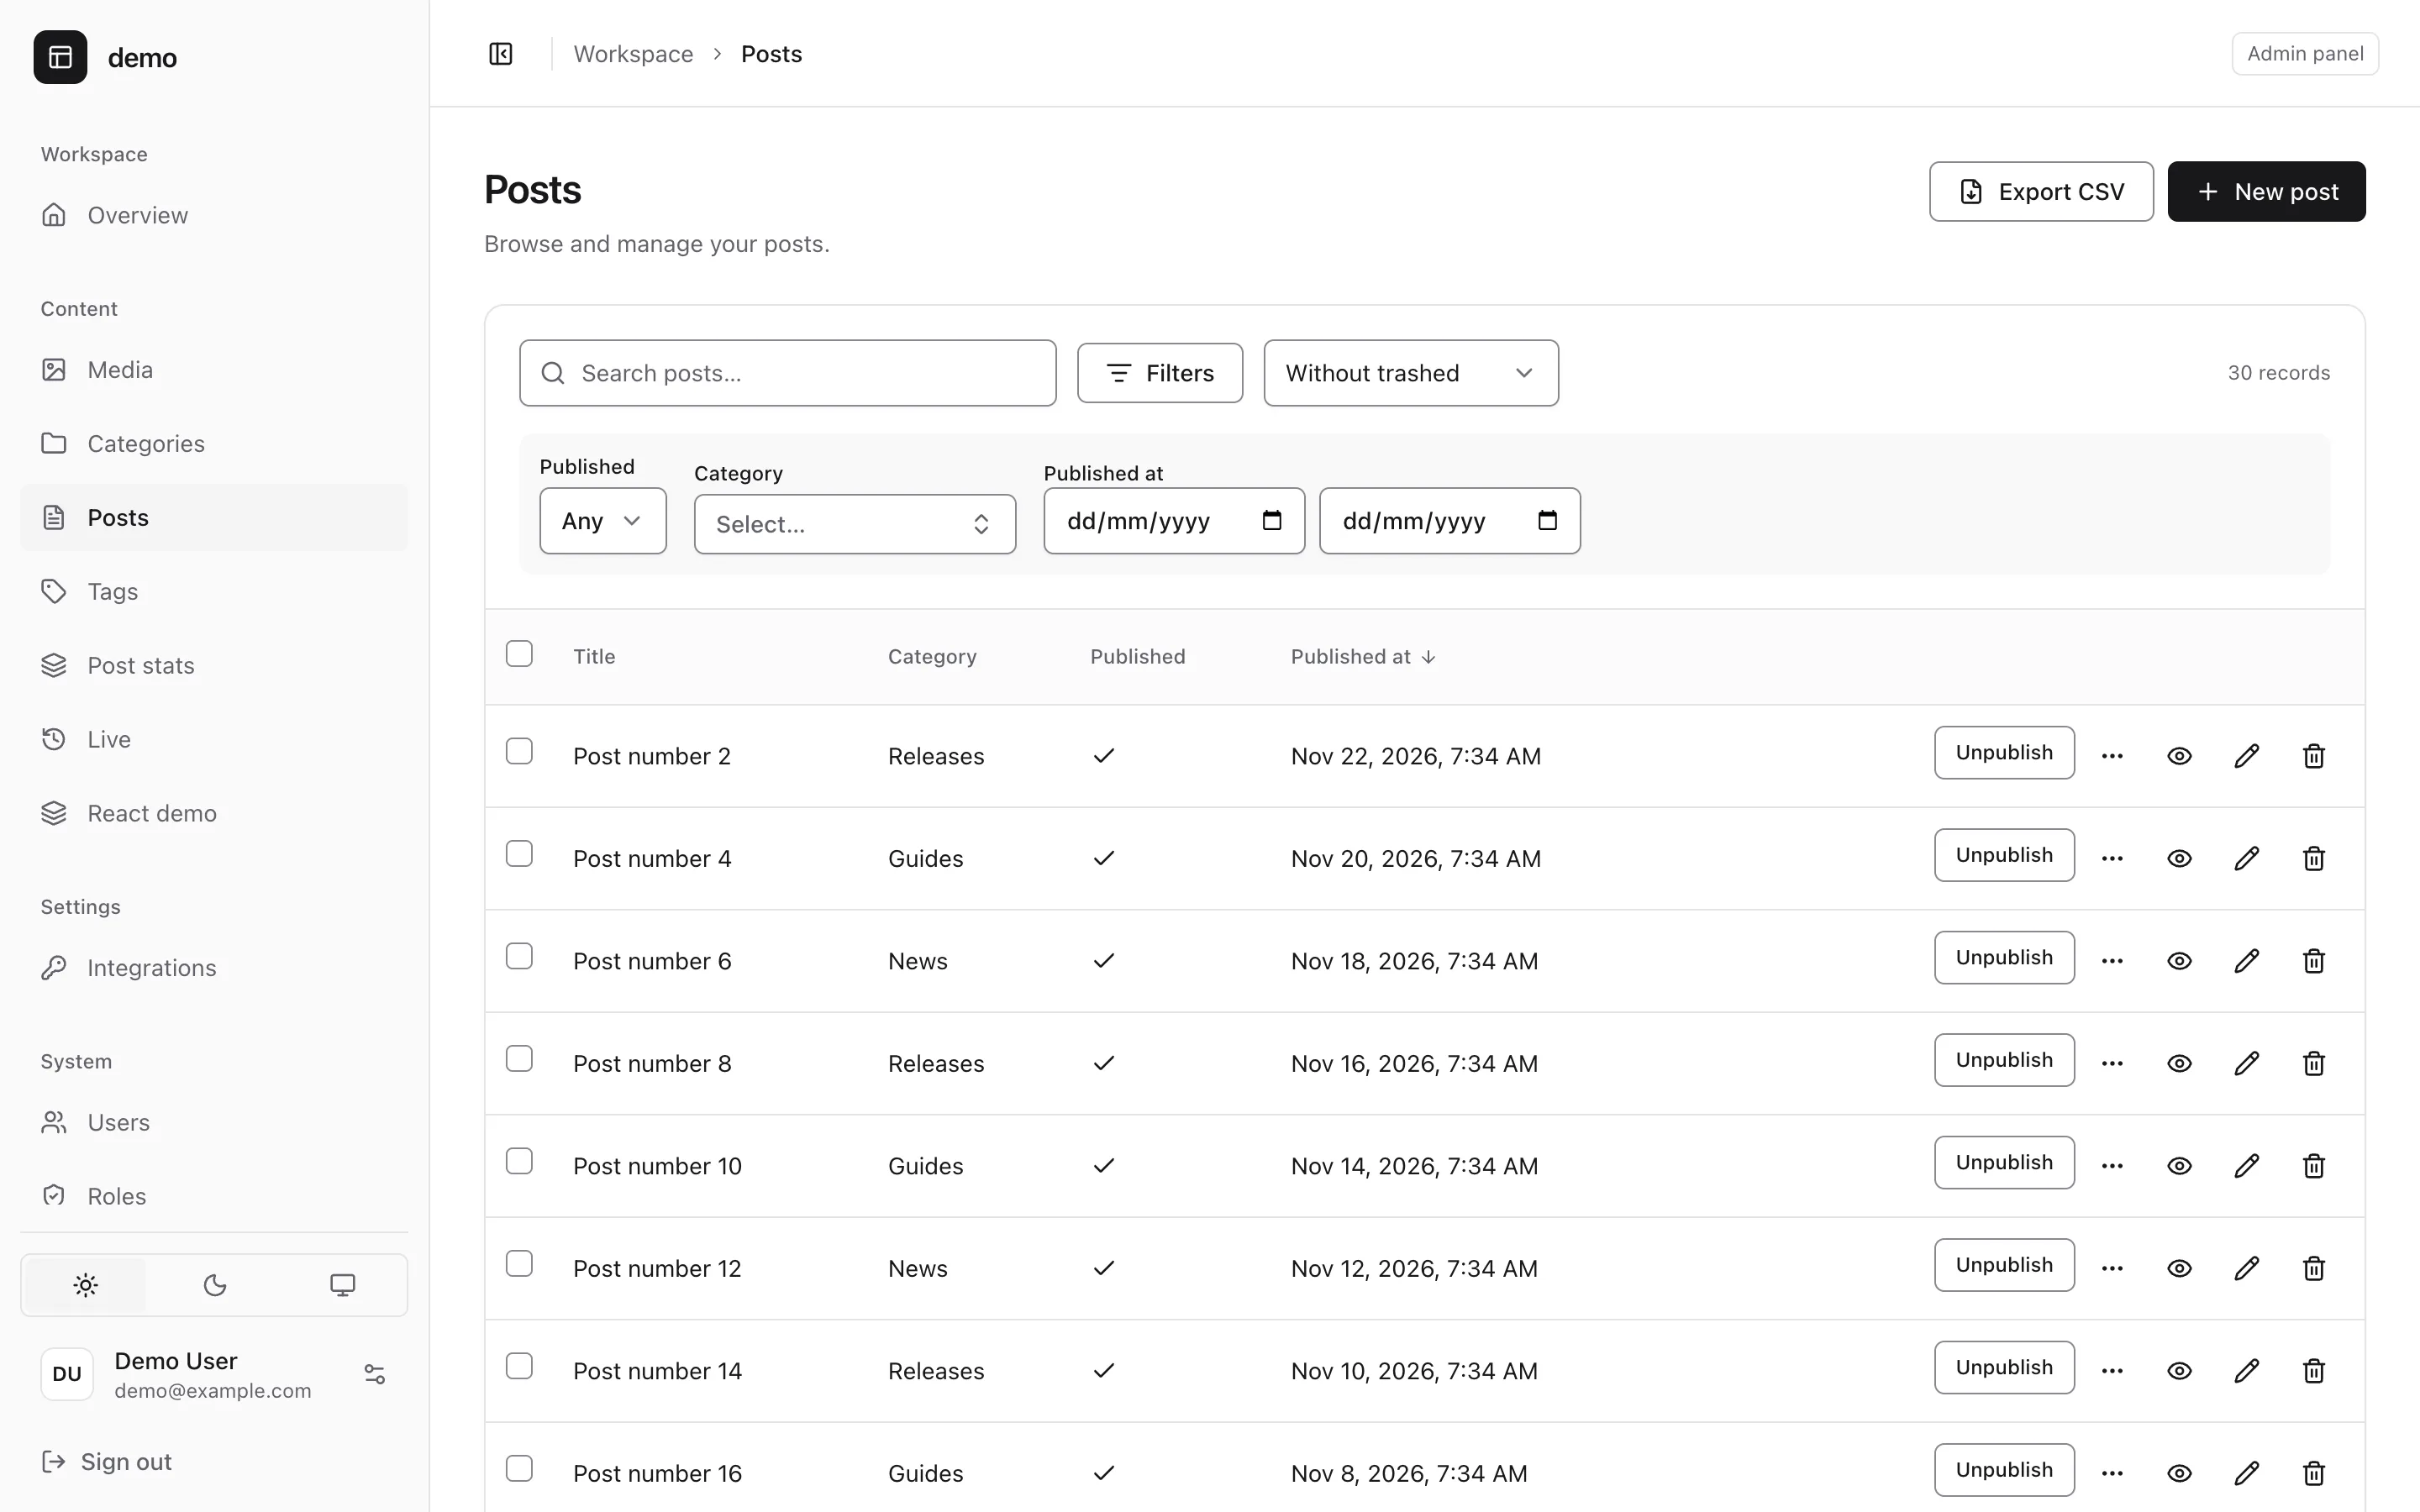 demo
Workspace
Overview
Content
Media
Categories
Posts
Tags
Post stats
Live
React demo
Settings
Integrations
System
Users
Roles
DU
Demo User
demo@example.com
Sign out
Workspace > Posts
Admin panel
Posts
Browse and manage your posts.
Export CSV
New post
Search posts...
Filters
Without trashed
30 records
Published
Any
Category
Select...
Published at
dd/mm/yyyy
dd/mm/yyyy
Title Category Published Published at
Post number 2 Releases Nov 22, 2026, 7:34 AM Unpublish
Post number 4 Guides Nov 20, 2026, 7:34 AM Unpublish
Post number 6 News Nov 18, 2026, 7:34 AM Unpublish
Post number 8 Releases Nov 16, 2026, 7:34 AM Unpublish
Post number 10 Guides Nov 14, 2026, 7:34 AM Unpublish
Post number 12 News Nov 12, 2026, 7:34 AM Unpublish
Post number 14 Releases Nov 10, 2026, 7:34 AM Unpublish
Post number 16 Guides Nov 8, 2026, 7:34 AM Unpublish